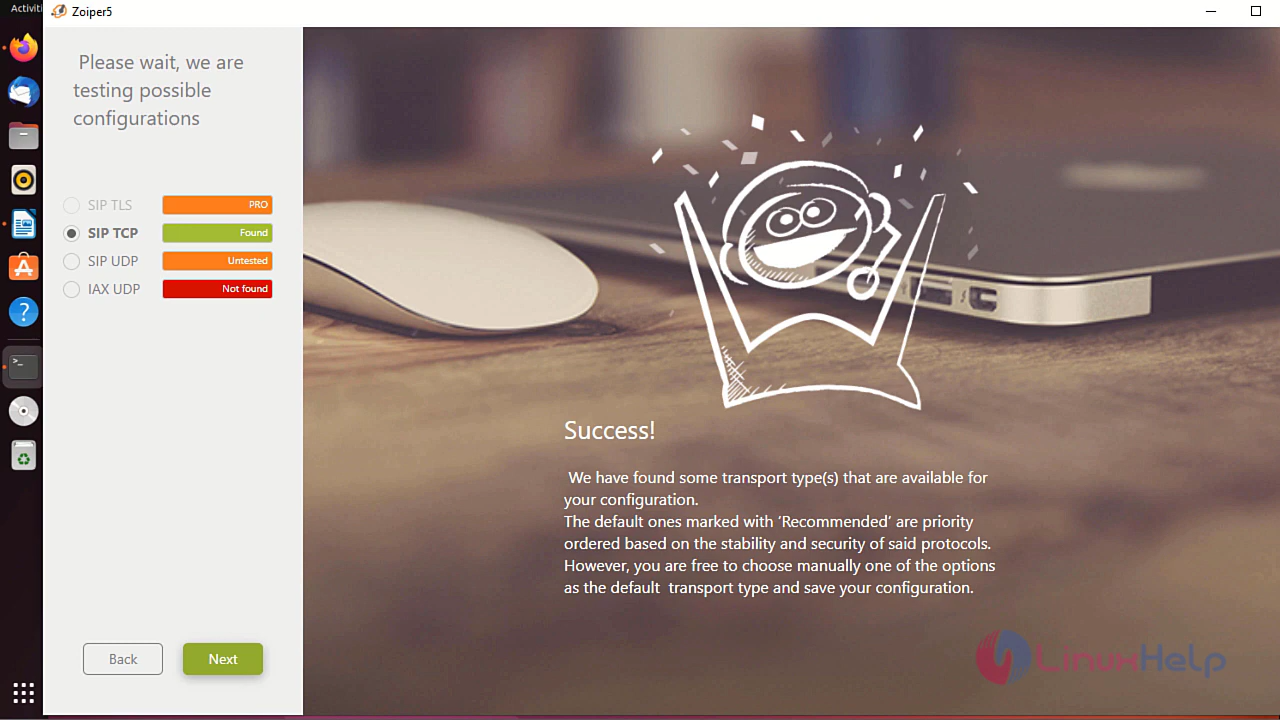 Activiti
Zoiper5
Please wait, we are
testing possible
configurations
SIP TLS PRO
SIP TCP Found
SIP UDP Untested
IAX UDP Not found
Success!
We have found some transport type(s) that are available for
your configuration.
The default ones marked with ‘Recommended’ are priority
ordered based on the stability and security of said protocols.
However, you are free to choose manually one of the options
as the default transport type and save your configuration.
Back Next
LinuxHelp